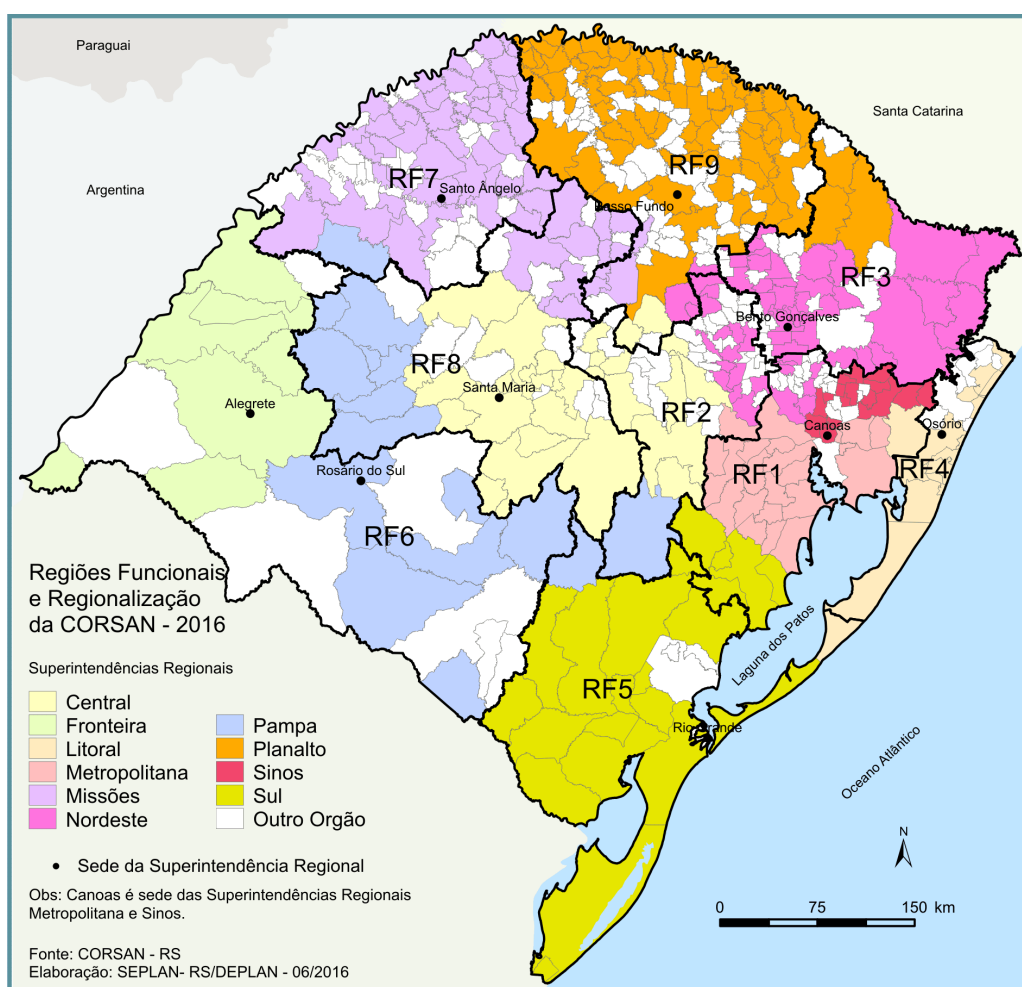 Paraguai
Santa Catarina
Argentina
RF9
RF7
Santo Ângelo
Passo Fundo
RF3
Bento Gonçalves
RF8
Santa Maria
RF2
Alegrete
Canoas
Osório
RF4
RF1
Rosário do Sul
RF6
Regiões Funcionais
e Regionalização
da CORSAN - 2016
Laguna dos Patos
RF5
Rio Grande
Oceano Atlântico
Superintendências Regionais
Central
Fronteira
Litoral
Metropolitana
Missões
Nordeste
Pampa
Planalto
Sinos
Sul
Outro Orgão
Sede da Superintendência Regional
Obs: Canoas é sede das Superintendências Regionais
Metropolitana e Sinos.
N
0 75 150 km
Fonte: CORSAN - RS
Elaboração: SEPLAN- RS/DEPLAN - 06/2016